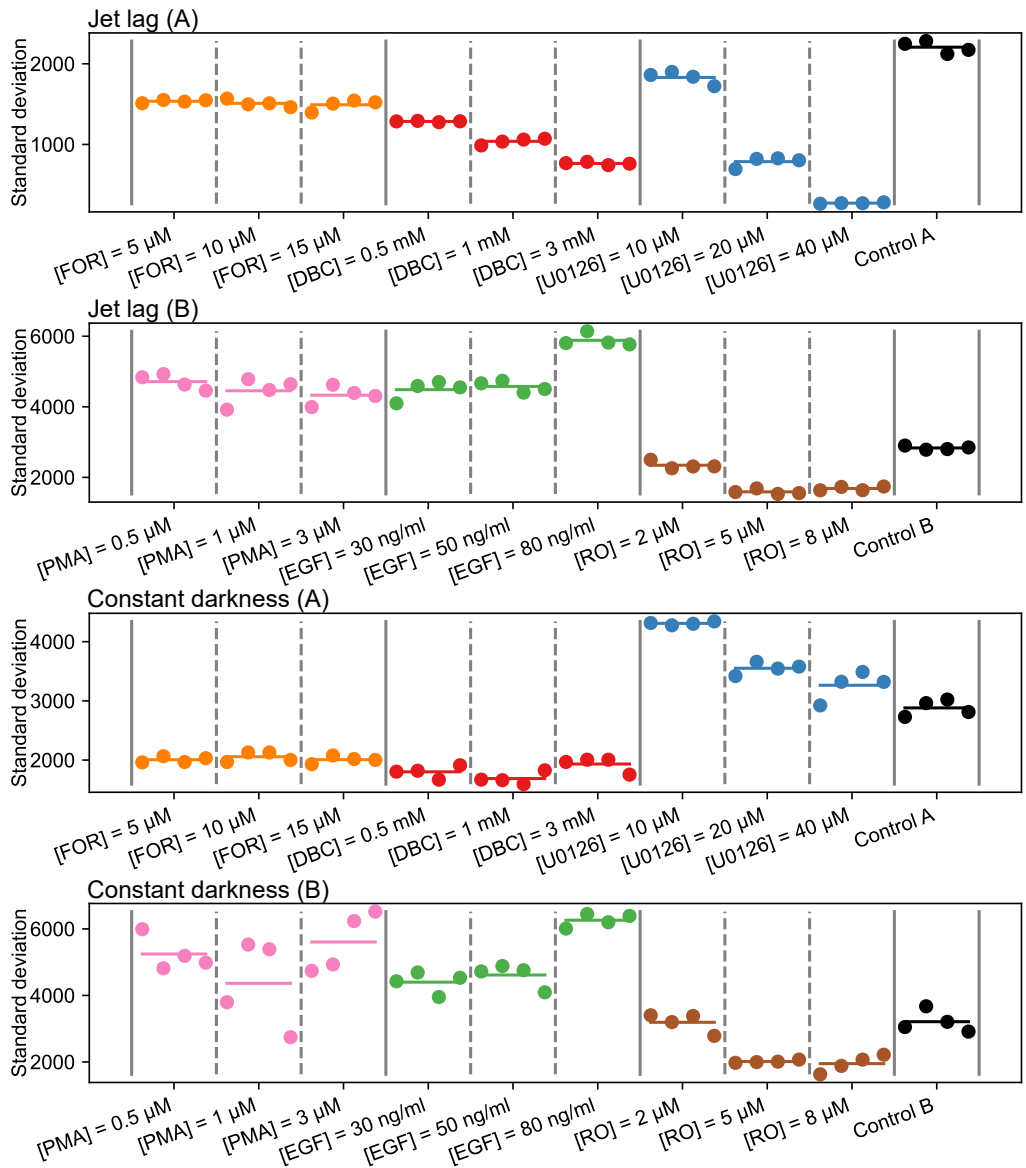 Jet lag (A)
Standard deviation
2000
1000
[FOR] = 5 µM
[FOR] = 10 µM
[FOR] = 15 µM
[DBC] = 0.5 mM
[DBC] = 1 mM
[DBC] = 3 mM
[U0126] = 10 µM
[U0126] = 20 µM
[U0126] = 40 µM
Control A
Jet lag (B)
Standard deviation
6000
4000
2000
[PMA] = 0.5 µM
[PMA] = 1 µM
[PMA] = 3 µM
[EGF] = 30 ng/ml
[EGF] = 50 ng/ml
[EGF] = 80 ng/ml
[RO] = 2 µM
[RO] = 5 µM
[RO] = 8 µM
Control B
Constant darkness (A)
Standard deviation
4000
3000
2000
[FOR] = 5 µM
[FOR] = 10 µM
[FOR] = 15 µM
[DBC] = 0.5 mM
[DBC] = 1 mM
[DBC] = 3 mM
[U0126] = 10 µM
[U0126] = 20 µM
[U0126] = 40 µM
Control A
Constant darkness (B)
Standard deviation
6000
4000
2000
[PMA] = 0.5 µM
[PMA] = 1 µM
[PMA] = 3 µM
[EGF] = 30 ng/ml
[EGF] = 50 ng/ml
[EGF] = 80 ng/ml
[RO] = 2 µM
[RO] = 5 µM
[RO] = 8 µM
Control B